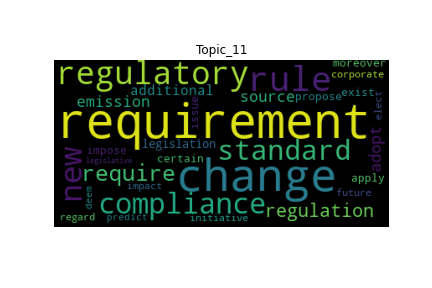 Topic_11
moreover
regulatory
rule
corporate
additional
source
propose
exist
emission
issue
elect
requirement
legislation
standard
adopt
new
impose
certain
legislative
require
change
apply
deem
impact
future
compliance
regulation
regard
predict
initiative